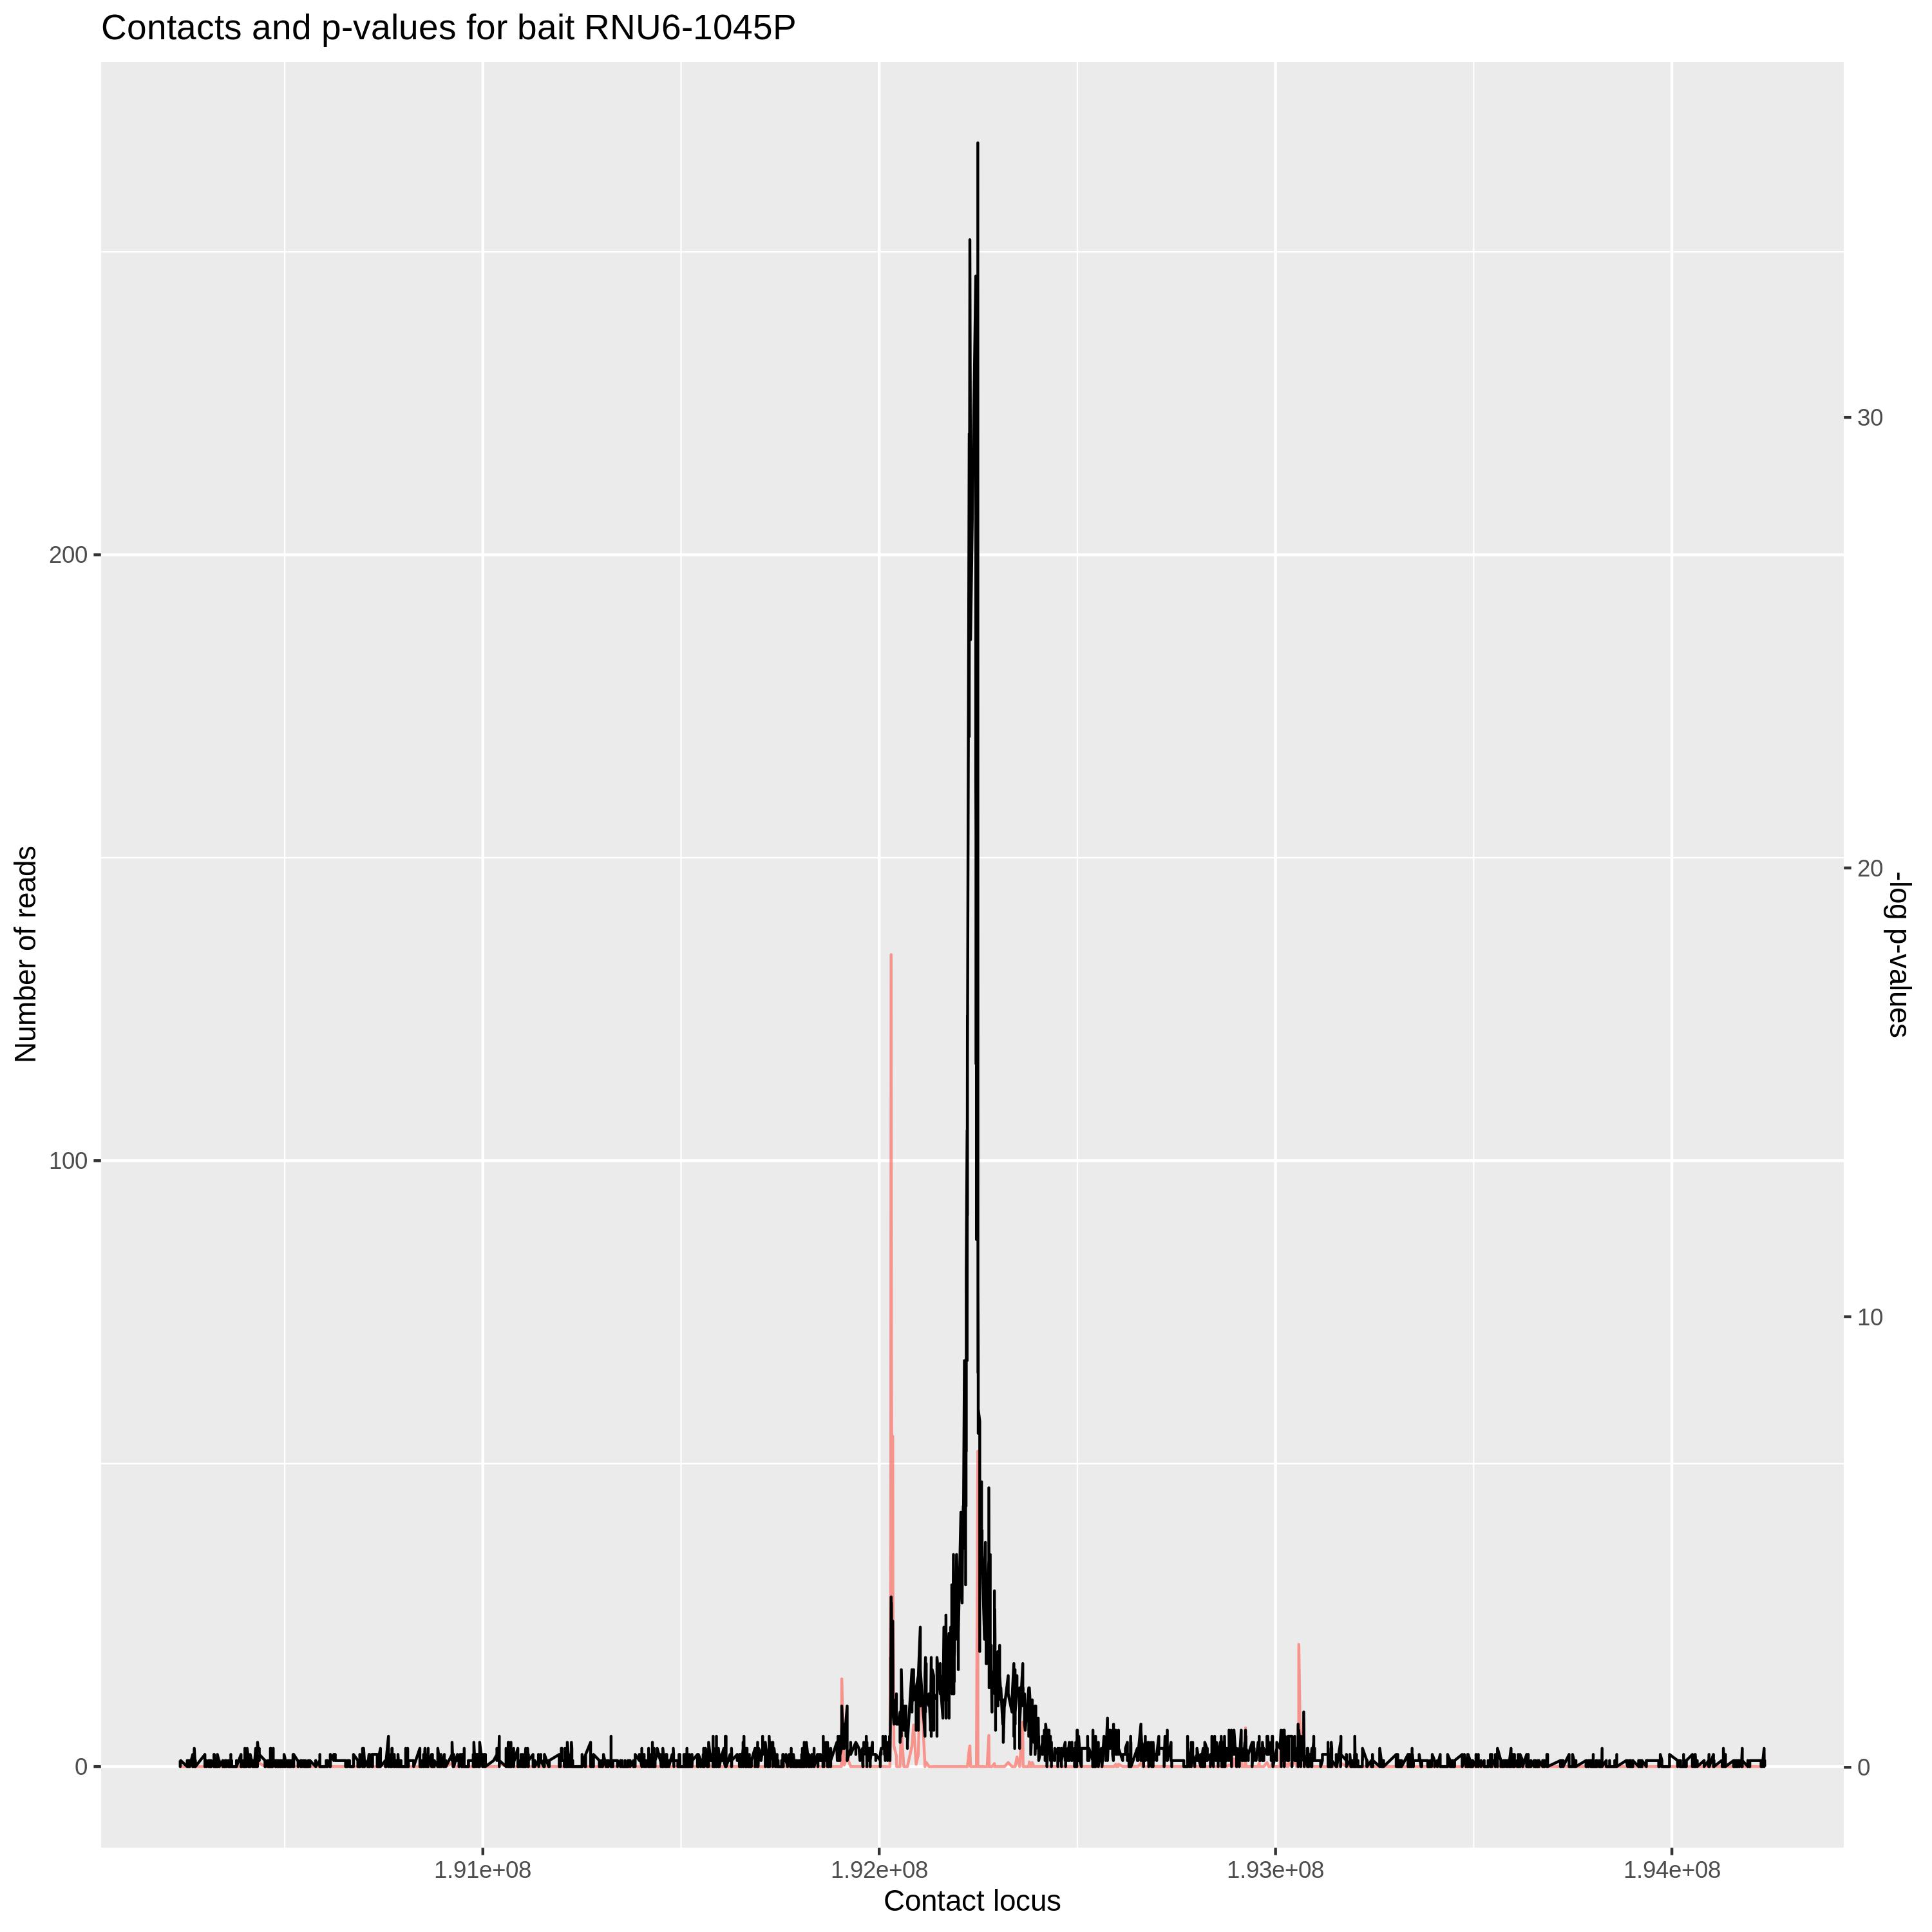 Contacts and p-values for bait RNU6-1045P
Number of reads
200
100
0
30
20
10
0
-log p-values
1.91e+08
1.92e+08
1.93e+08
1.94e+08
Contact locus